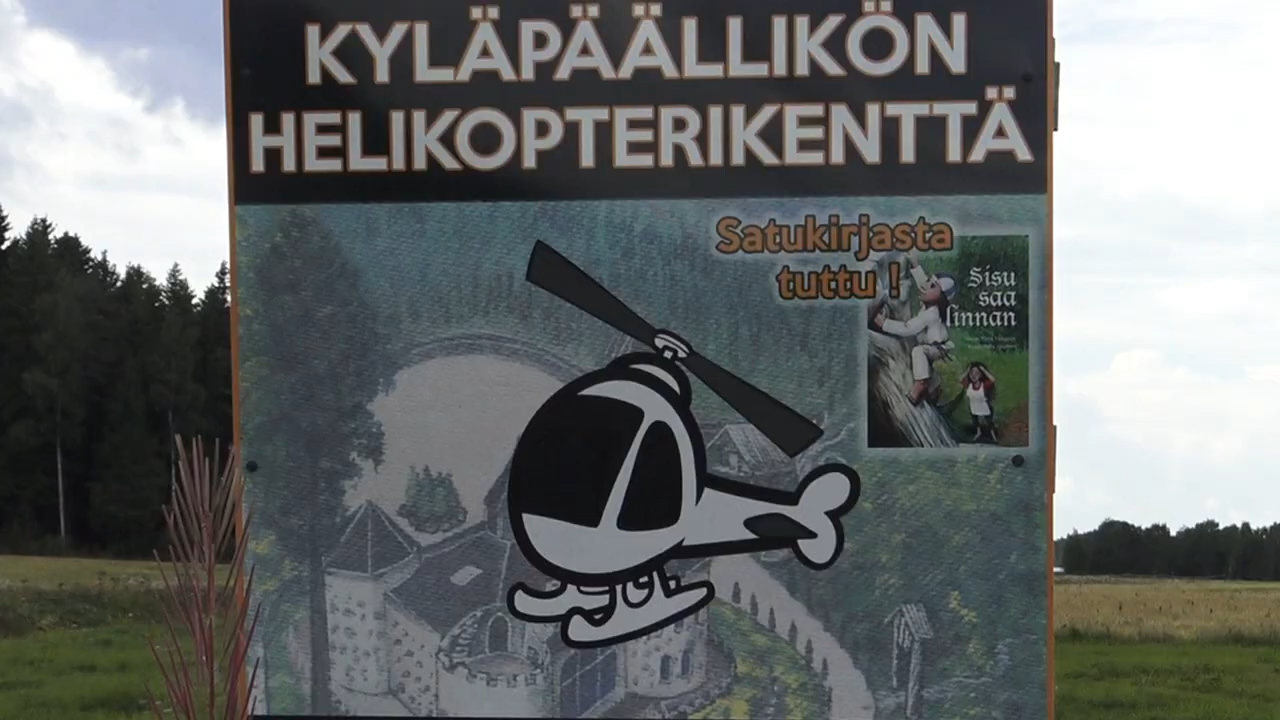 KYLÄPÄÄLLIKÖN
HELIKOPTERIKENTTÄ
Satukirjasta
tuttu !
Sisu
saa
linnan